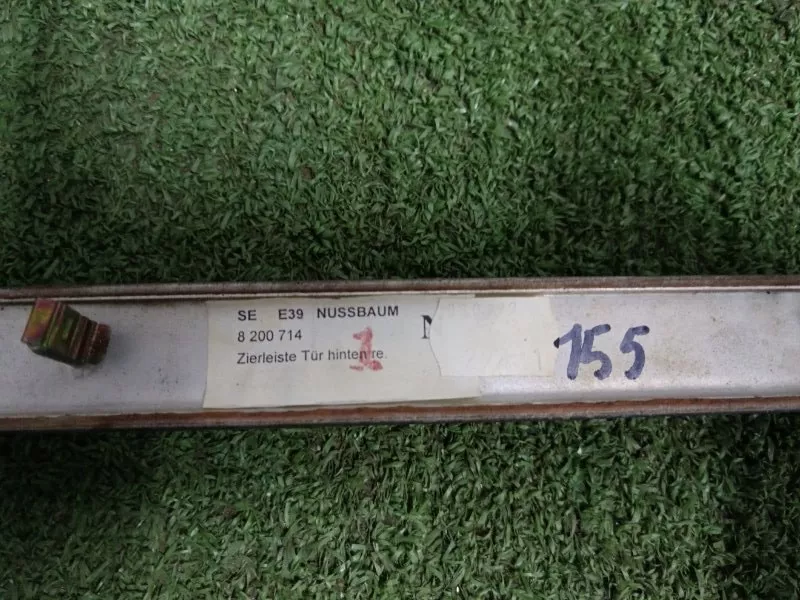 SE E39 NUSSBAUM
8 200 714
Zierleiste Tür hinten re.
1
155